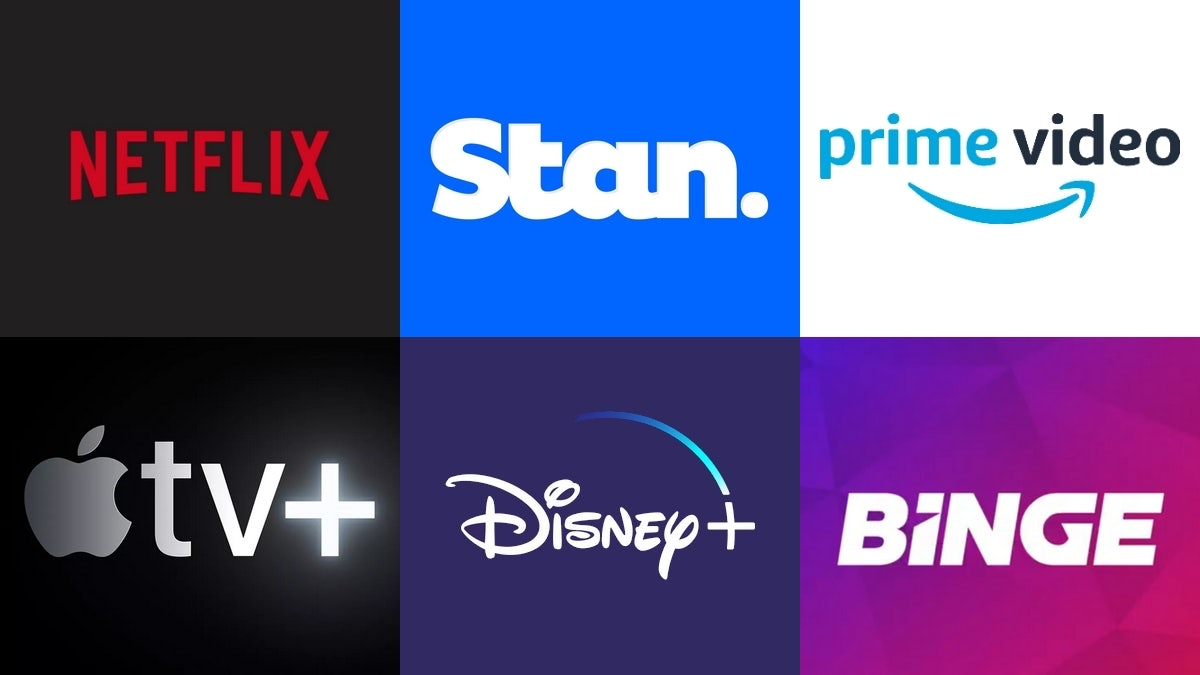 NETFLIX
Stan.
prime video
tv+
Disney+
BINGE